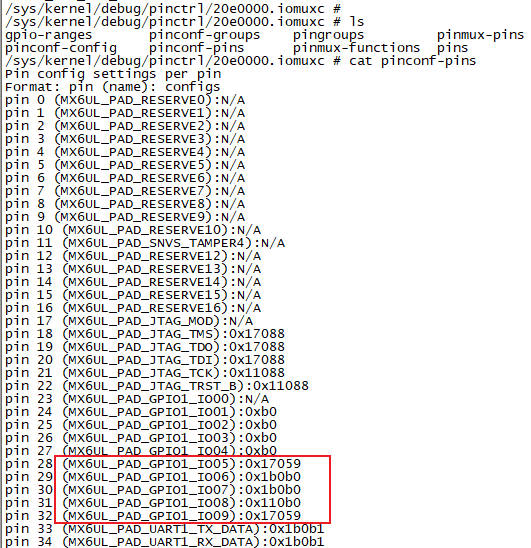 /sys/kernel/debug/pinctrl/20e0000.iomuxc #
/sys/kernel/debug/pinctrl/20e0000.iomuxc # ls
gpio-ranges pinconf-groups pingroups pinmux-pins
pinconf-config pinconf-pins pinmux-functions pins
/sys/kernel/debug/pinctrl/20e0000.iomuxc # cat pinconf-pins
Pin config settings per pin
Format: pin (name): configs
pin 0 (MX6UL_PAD_RESERVE0):N/A
pin 1 (MX6UL_PAD_RESERVE1):N/A
pin 2 (MX6UL_PAD_RESERVE2):N/A
pin 3 (MX6UL_PAD_RESERVE3):N/A
pin 4 (MX6UL_PAD_RESERVE4):N/A
pin 5 (MX6UL_PAD_RESERVE5):N/A
pin 6 (MX6UL_PAD_RESERVE6):N/A
pin 7 (MX6UL_PAD_RESERVE7):N/A
pin 8 (MX6UL_PAD_RESERVE8):N/A
pin 9 (MX6UL_PAD_RESERVE9):N/A
pin 10 (MX6UL_PAD_RESERVE10):N/A
pin 11 (MX6UL_PAD_SNVS_TAMPER4):N/A
pin 12 (MX6UL_PAD_RESERVE12):N/A
pin 13 (MX6UL_PAD_RESERVE13):N/A
pin 14 (MX6UL_PAD_RESERVE14):N/A
pin 15 (MX6UL_PAD_RESERVE15):N/A
pin 16 (MX6UL_PAD_RESERVE16):N/A
pin 17 (MX6UL_PAD_JTAG_MOD):N/A
pin 18 (MX6UL_PAD_JTAG_TMS):0x17088
pin 19 (MX6UL_PAD_JTAG_TDO):0x17088
pin 20 (MX6UL_PAD_JTAG_TDI):0x17088
pin 21 (MX6UL_PAD_JTAG_TCK):0x11088
pin 22 (MX6UL_PAD_JTAG_TRST_B):0x11088
pin 23 (MX6UL_PAD_GPIO1_IO00):N/A
pin 24 (MX6UL_PAD_GPIO1_IO01):0xb0
pin 25 (MX6UL_PAD_GPIO1_IO02):0xb0
pin 26 (MX6UL_PAD_GPIO1_IO03):0xb0
pin 27 (MX6UL_PAD_GPIO1_IO04):0xb0
pin 28 (MX6UL_PAD_GPIO1_IO05):0x17059
pin 29 (MX6UL_PAD_GPIO1_IO06):0x1b0b0
pin 30 (MX6UL_PAD_GPIO1_IO07):0x1b0b0
pin 31 (MX6UL_PAD_GPIO1_IO08):0x110b0
pin 32 (MX6UL_PAD_GPIO1_IO09):0x17059
pin 33 (MX6UL_PAD_UART1_TX_DATA):0x1b0b1
pin 34 (MX6UL_PAD_UART1_RX_DATA):0x1b0b1